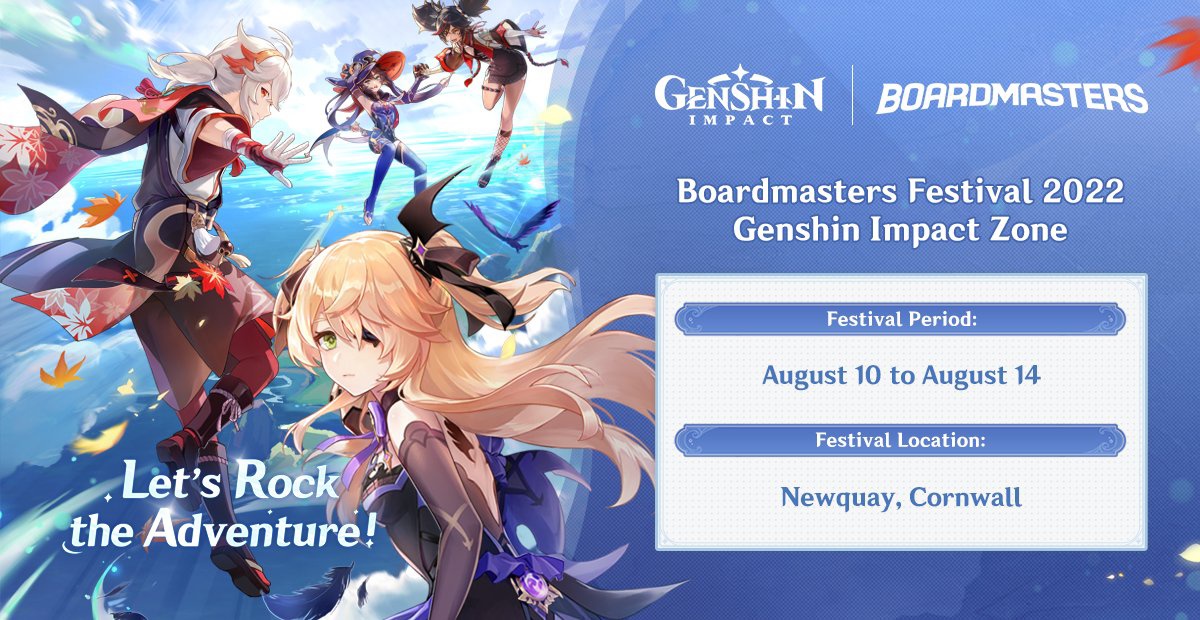 GENSHIN
IMPACT
BOARDMASTERS
Boardmasters Festival 2022
Genshin Impact Zone
Festival Period:
August 10 to August 14
Festival Location:
Newquay, Cornwall
Let's Rock
the Adventure!